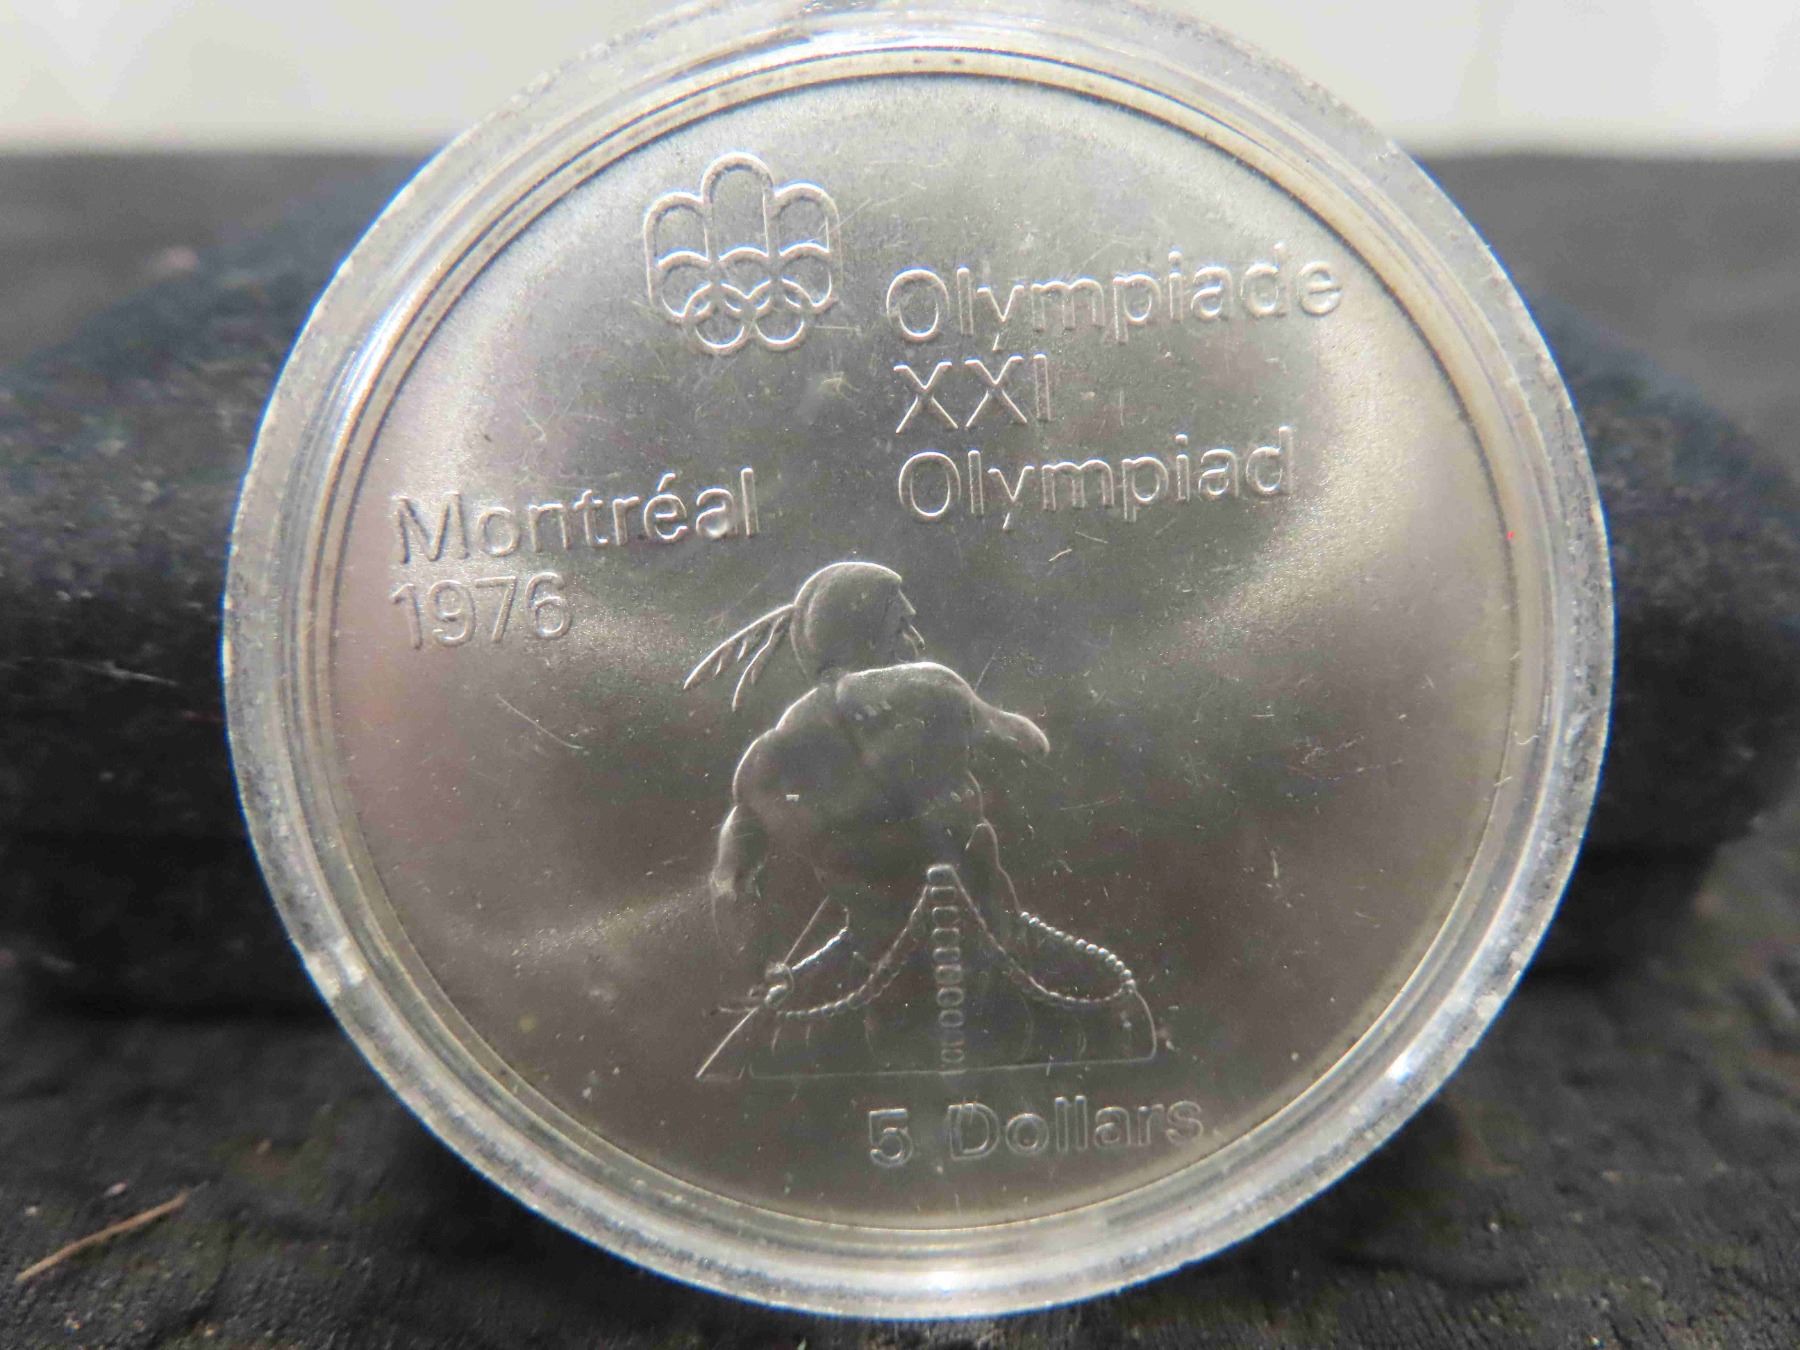 Olympiade
XXI
Olympiad
Montréal
1976
5 Dollars